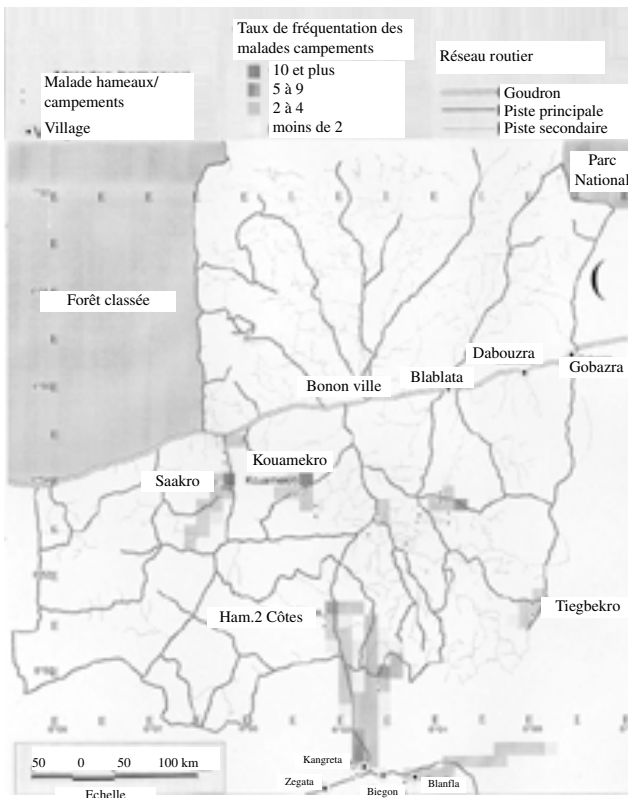 Taux de fréquentation des
malades campements
10 et plus
5 à 9
2 à 4
moins de 2
Réseau routier
Goudron
Piste principale
Piste secondaire
Malade hameaux/
campements
Village
Parc
National
Forêt classée
Dabouzra
Gobazra
Blablata
Bonon ville
Kouamekro
Saakro
Ham.2 Côtes
Tiegbekro
Kangreta
Zegata
Biegon
Blanfla
50 0 50 100 km
Echelle